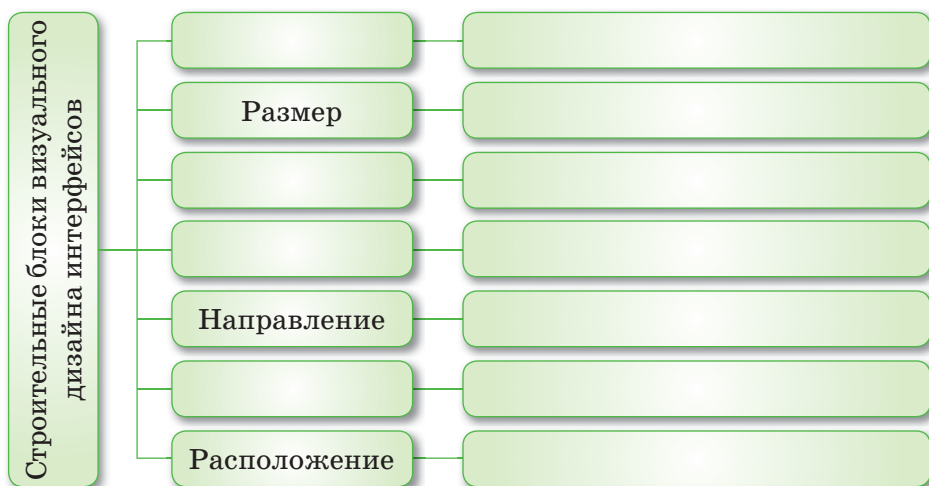 Строительные блоки визуального
дизайна интерфейсов
Размер
Направление
Расположение